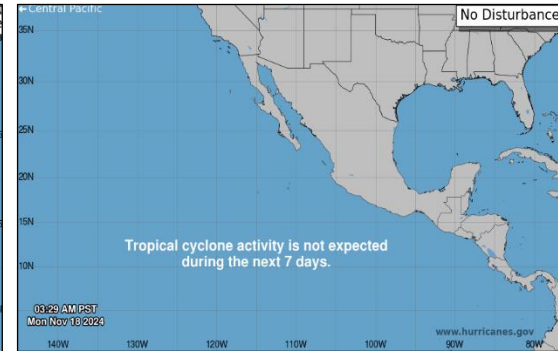 ← Central Pacific
No Disturbance
35N
30N
25N
20N
15N
10N
Tropical cyclone activity is not expected
during the next 7 days.
03:29 AM PST
Mon Nov 18 2024
www.hurricanes.gov
140W 130W 120W 110W 100W 90W 80W